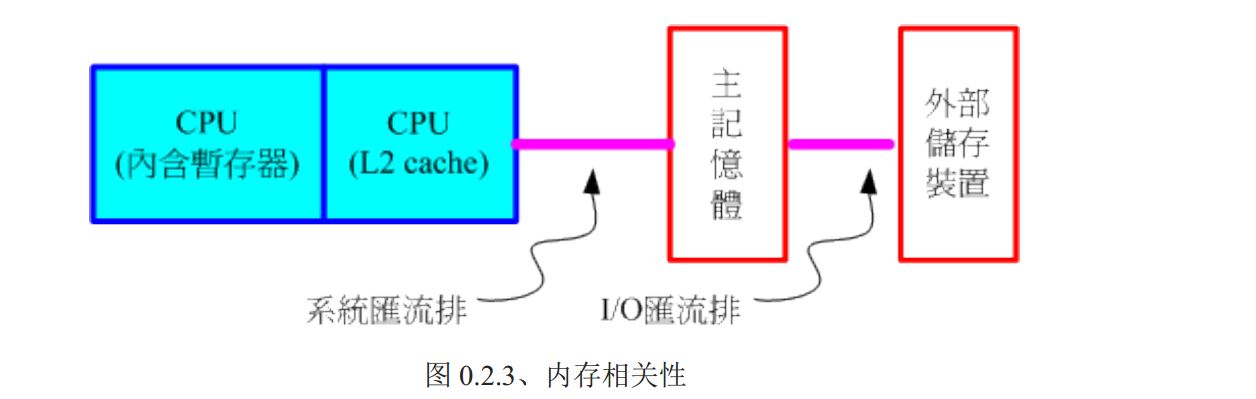 CPU
(內含暫存器)
CPU
(L2 cache)
主
記
憶
體
外部
儲存
裝置
系統匯流排
I/O匯流排
图 0.2.3、内存相关性